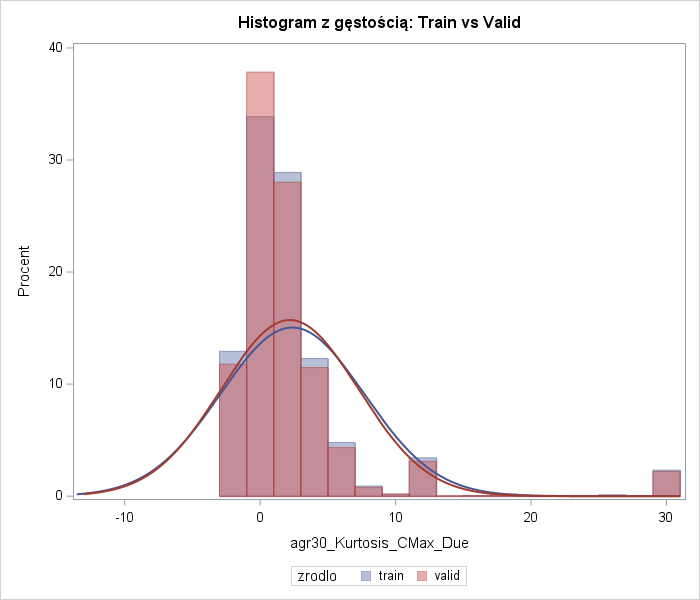 Histogram z gęstością: Train vs Valid
40
30
20
10
0
Procent
-10 0 10 20 30
agr30_Kurtosis_CMax_Due
zrodlo train valid